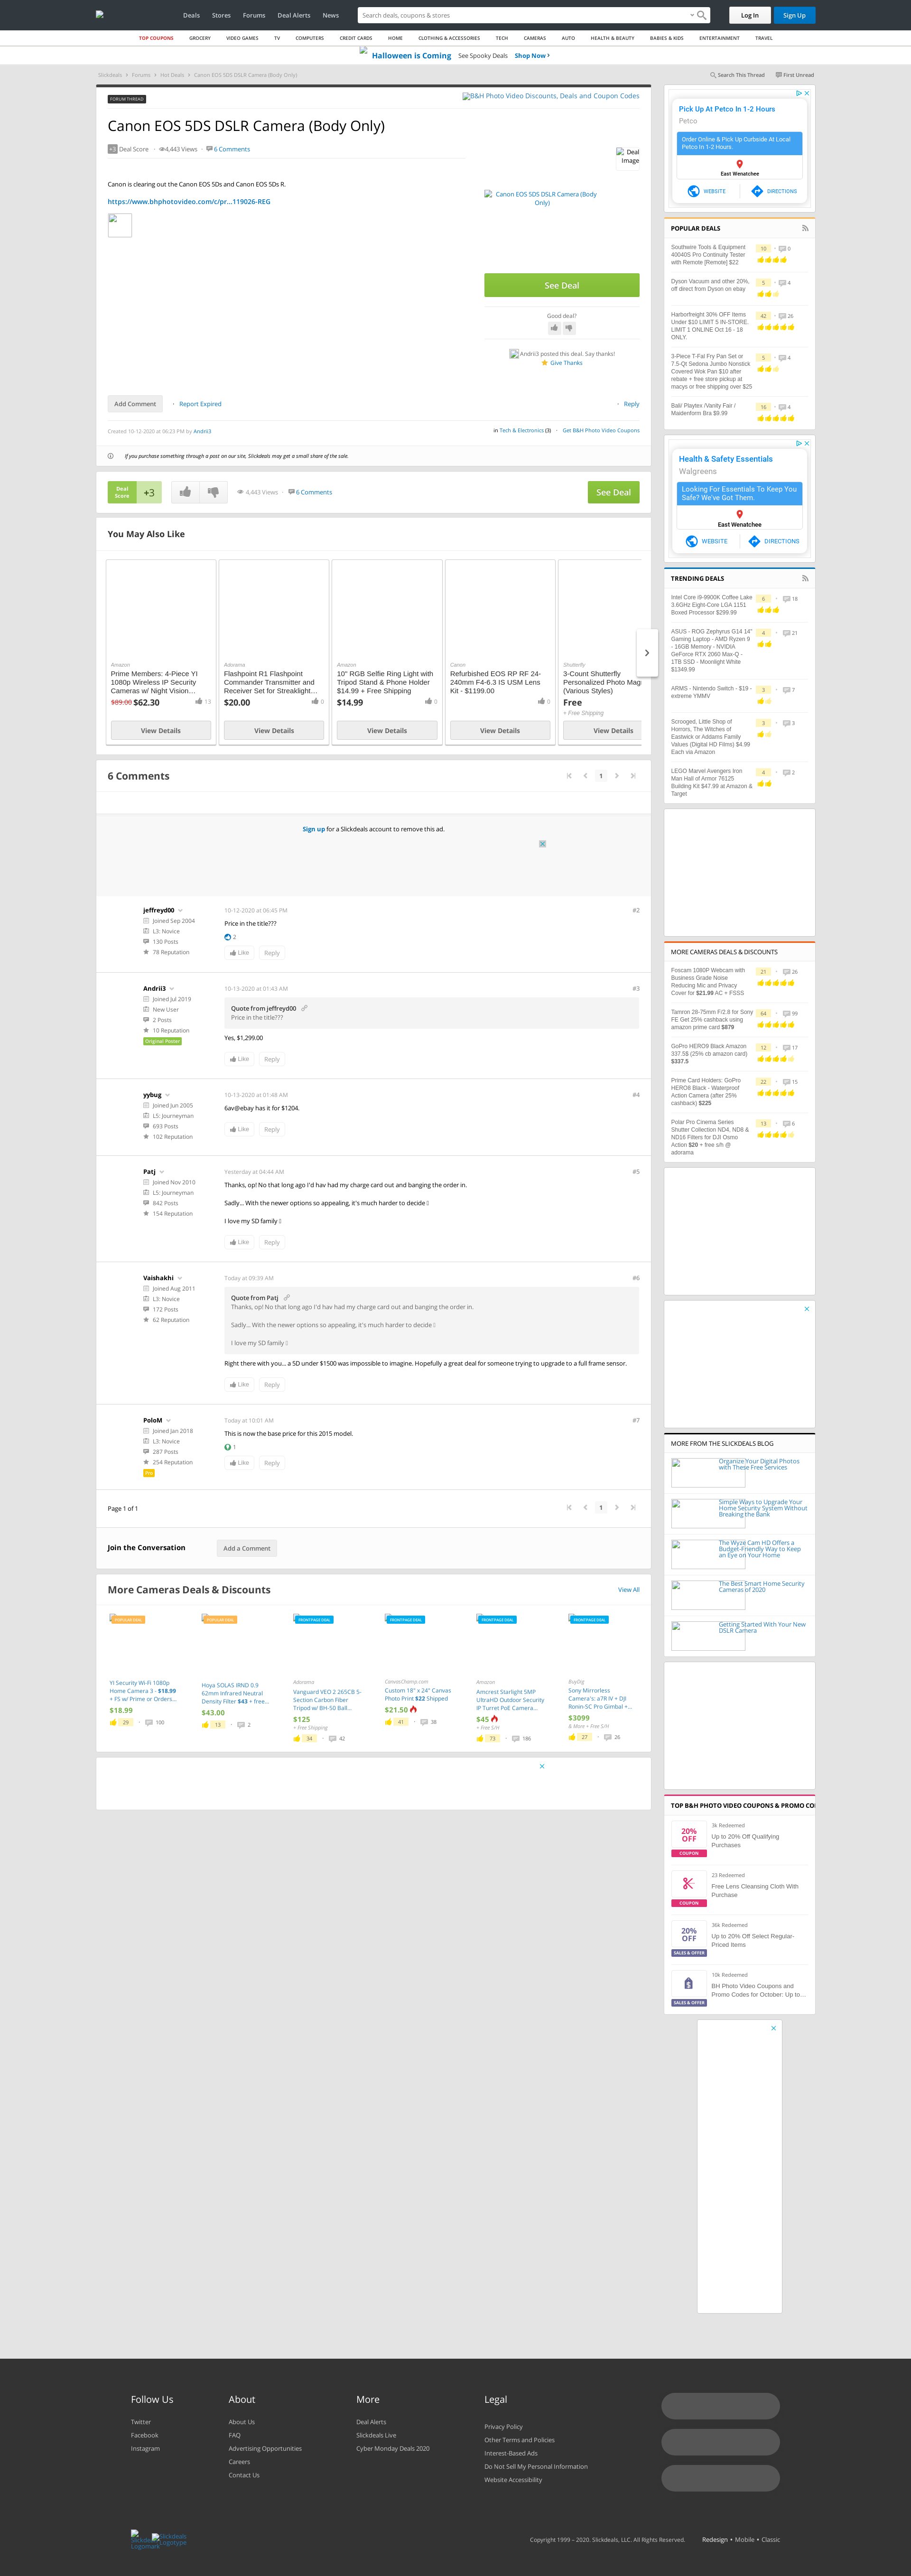 Deals Stores Forums Deal Alerts News
Search deals, coupons & stores
Log In
Sign Up
TOP COUPONS GROCERY VIDEO GAMES TV COMPUTERS CREDIT CARDS HOME CLOTHING & ACCESSORIES TECH CAMERAS AUTO HEALTH & BEAUTY BABIES & KIDS ENTERTAINMENT TRAVEL
Halloween is Coming See Spooky Deals Shop Now
Slickdeals Forums Hot Deals Canon EOS 5DS DSLR Camera (Body Only)
Search This Thread First Unread
FORUM THREAD
B&H Photo Video Discounts, Deals and Coupon Codes
Canon EOS 5DS DSLR Camera (Body Only)
+3 Deal Score 4,443 Views 6 Comments
Deal Image
Canon is clearing out the Canon EOS 5Ds and Canon EOS 5Ds R.
https://www.bhphotovideo.com/c/pr...119026-REG
Canon EOS 5DS DSLR Camera (Body Only)
See Deal
Good deal?
Andrii3 posted this deal. Say thanks!
Give Thanks
Add Comment Report Expired Reply
Created 10-12-2020 at 06:23 PM by Andrii3
in Tech & Electronics (3) Get B&H Photo Video Coupons
If you purchase something through a post on our site, Slickdeals may get a small share of the sale.
Deal Score +3 4,443 Views 6 Comments See Deal
You May Also Like
Amazon
Prime Members: 4-Piece YI 1080p Wireless IP Security Cameras w/ Night Vision…
$89.00 $62.30 13
View Details
Adorama
Flashpoint R1 Flashpoint Commander Transmitter and Receiver Set for Streaklight…
$20.00 0
View Details
Amazon
10" RGB Selfie Ring Light with Tripod Stand & Phone Holder $14.99 + Free Shipping
$14.99 0
View Details
Canon
Refurbished EOS RP RF 24-240mm F4-6.3 IS USM Lens Kit - $1199.00
0
View Details
Shutterfly
3-Count Shutterfly Personalized Photo Mag (Various Styles)
Free
+ Free Shipping
View Details
6 Comments
1
Sign up for a Slickdeals account to remove this ad.
jeffreyd00
Joined Sep 2004
L3: Novice
130 Posts
78 Reputation
10-12-2020 at 06:45 PM #2
Price in the title???
2
Like Reply
Andrii3
Joined Jul 2019
New User
2 Posts
10 Reputation
Original Poster
10-13-2020 at 01:43 AM #3
Quote from jeffreyd00
Price in the title???
Yes, $1,299.00
Like Reply
yybug
Joined Jun 2005
L5: Journeyman
693 Posts
102 Reputation
10-13-2020 at 01:48 AM #4
6av@ebay has it for $1204.
Like Reply
Patj
Joined Nov 2010
L5: Journeyman
842 Posts
154 Reputation
Yesterday at 04:44 AM #5
Thanks, op! No that long ago I'd hav had my charge card out and banging the order in.
Sadly... With the newer options so appealing, it's much harder to decide
I love my SD family
Like Reply
Vaishakhi
Joined Aug 2011
L3: Novice
172 Posts
62 Reputation
Today at 09:39 AM #6
Quote from Patj
Thanks, op! No that long ago I'd hav had my charge card out and banging the order in.
Sadly... With the newer options so appealing, it's much harder to decide
I love my SD family
Right there with you... a 5D under $1500 was impossible to imagine. Hopefully a great deal for someone trying to upgrade to a full frame sensor.
Like Reply
PoloM
Joined Jan 2018
L3: Novice
287 Posts
254 Reputation
Pro
Today at 10:01 AM #7
This is now the base price for this 2015 model.
1
Like Reply
Page 1 of 1
1
Join the Conversation Add a Comment
More Cameras Deals & Discounts View All
POPULAR DEAL
YI Security Wi-Fi 1080p Home Camera 3 - $18.99 + FS w/ Prime or Orders...
$18.99
29 100
POPULAR DEAL
Hoya SOLAS IRND 0.9 62mm Infrared Neutral Density Filter $43 + free...
$43.00
13 2
FRONTPAGE DEAL
Adorama
Vanguard VEO 2 265CB 5-Section Carbon Fiber Tripod w/ BH-50 Ball...
$125
+ Free Shipping
34 42
FRONTPAGE DEAL
CanvasChamp.com
Custom 18" x 24" Canvas Photo Print $22 Shipped
$21.50
41 38
FRONTPAGE DEAL
Amazon
Amcrest Starlight 5MP UltraHD Outdoor Security IP Turret PoE Camera...
$45
+ Free S/H
73 186
FRONTPAGE DEAL
BuyDig
Sony Mirrorless Camera's: a7R IV + DJI Ronin-SC Pro Gimbal +...
$3099
& More + Free S/H
27 26
Pick Up At Petco In 1-2 Hours
Petco
Order Online & Pick Up Curbside At Local Petco In 1-2 Hours.
East Wenatchee
WEBSITE DIRECTIONS
POPULAR DEALS
Southwire Tools & Equipment 40040S Pro Continuity Tester with Remote [Remote] $22 10 0
Dyson Vacuum and other 20%, off direct from Dyson on ebay 5 4
Harborfreight 30% OFF Items Under $10 LIMIT 5 IN-STORE, LIMIT 1 ONLINE Oct 16 - 18 ONLY. 42 26
3-Piece T-Fal Fry Pan Set or 7.5-Qt Sedona Jumbo Nonstick Covered Wok Pan $10 after rebate + free store pickup at macys or free shipping over $25 5 4
Bali/ Playtex /Vanity Fair / Maidenform Bra $9.99 16 4
Health & Safety Essentials
Walgreens
Looking For Essentials To Keep You Safe? We've Got Them.
East Wenatchee
WEBSITE DIRECTIONS
TRENDING DEALS
Intel Core i9-9900K Coffee Lake 3.6GHz Eight-Core LGA 1151 Boxed Processor $299.99 6 18
ASUS - ROG Zephyrus G14 14" Gaming Laptop - AMD Ryzen 9 - 16GB Memory - NVIDIA GeForce RTX 2060 Max-Q - 1TB SSD - Moonlight White $1349.99 4 21
ARMS - Nintendo Switch - $19 - extreme YMMV 3 7
Scrooged, Little Shop of Horrors, The Witches of Eastwick or Addams Family Values (Digital HD Films) $4.99 Each via Amazon 3 3
LEGO Marvel Avengers Iron Man Hall of Armor 76125 Building Kit $47.99 at Amazon & Target 4 2
MORE CAMERAS DEALS & DISCOUNTS
Foscam 1080P Webcam with Business Grade Noise Reducing Mic and Privacy Cover for $21.99 AC + FSSS 21 26
Tamron 28-75mm F/2.8 for Sony FE Get 25% cashback using amazon prime card $879 64 99
GoPro HERO9 Black Amazon 337.5$ (25% cb amazon card) $337.5 12 17
Prime Card Holders: GoPro HERO8 Black - Waterproof Action Camera (after 25% cashback) $225 22 15
Polar Pro Cinema Series Shutter Collection ND4, ND8 & ND16 Filters for DJI Osmo Action $20 + free s/h @ adorama 13 6
MORE FROM THE SLICKDEALS BLOG
Organize Your Digital Photos with These Free Services
Simple Ways to Upgrade Your Home Security System Without Breaking the Bank
The Wyze Cam HD Offers a Budget-Friendly Way to Keep an Eye on Your Home
The Best Smart Home Security Cameras of 2020
Getting Started With Your New DSLR Camera
TOP B&H PHOTO VIDEO COUPONS & PROMO CO
20% OFF COUPON 3k Redeemed
Up to 20% Off Qualifying Purchases
COUPON 23 Redeemed
Free Lens Cleansing Cloth With Purchase
20% OFF SALES & OFFER 36k Redeemed
Up to 20% Off Select Regular-Priced Items
SALES & OFFER 10k Redeemed
BH Photo Video Coupons and Promo Codes for October: Up to...
Follow Us
Twitter
Facebook
Instagram
About
About Us
FAQ
Advertising Opportunities
Careers
Contact Us
More
Deal Alerts
Slickdeals Live
Cyber Monday Deals 2020
Legal
Privacy Policy
Other Terms and Policies
Interest-Based Ads
Do Not Sell My Personal Information
Website Accessibility
Slickdeals Logomark Slickdeals Logotype
Copyright 1999 – 2020. Slickdeals, LLC. All Rights Reserved. Redesign • Mobile • Classic